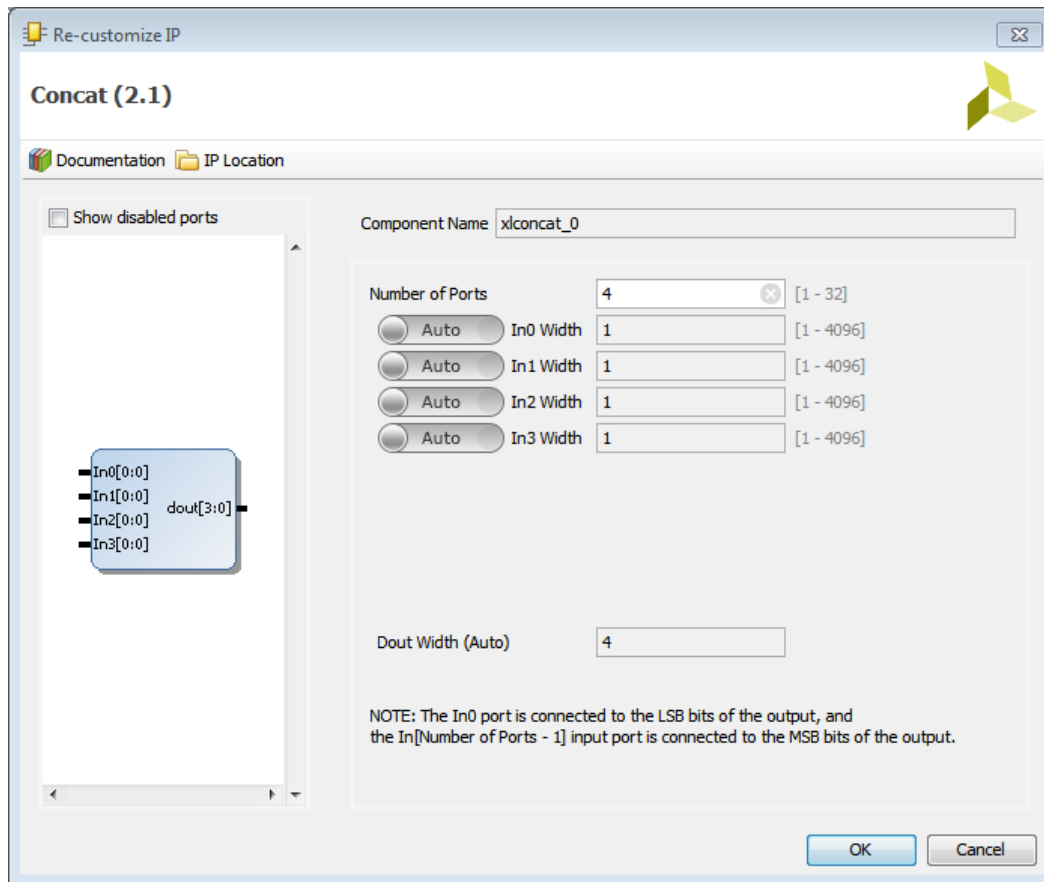 Re-customize IP
Concat (2.1)
Documentation IP Location
Show disabled ports
Component Name xlconcat_0
Number of Ports 4 [1 - 32]
Auto In0 Width 1 [1 - 4096]
Auto In1 Width 1 [1 - 4096]
Auto In2 Width 1 [1 - 4096]
Auto In3 Width 1 [1 - 4096]
In0[0:0]
In1[0:0]
dout[3:0]
In2[0:0]
In3[0:0]
Dout Width (Auto) 4
NOTE: The In0 port is connected to the LSB bits of the output, and
the In[Number of Ports - 1] input port is connected to the MSB bits of the output.
OK Cancel